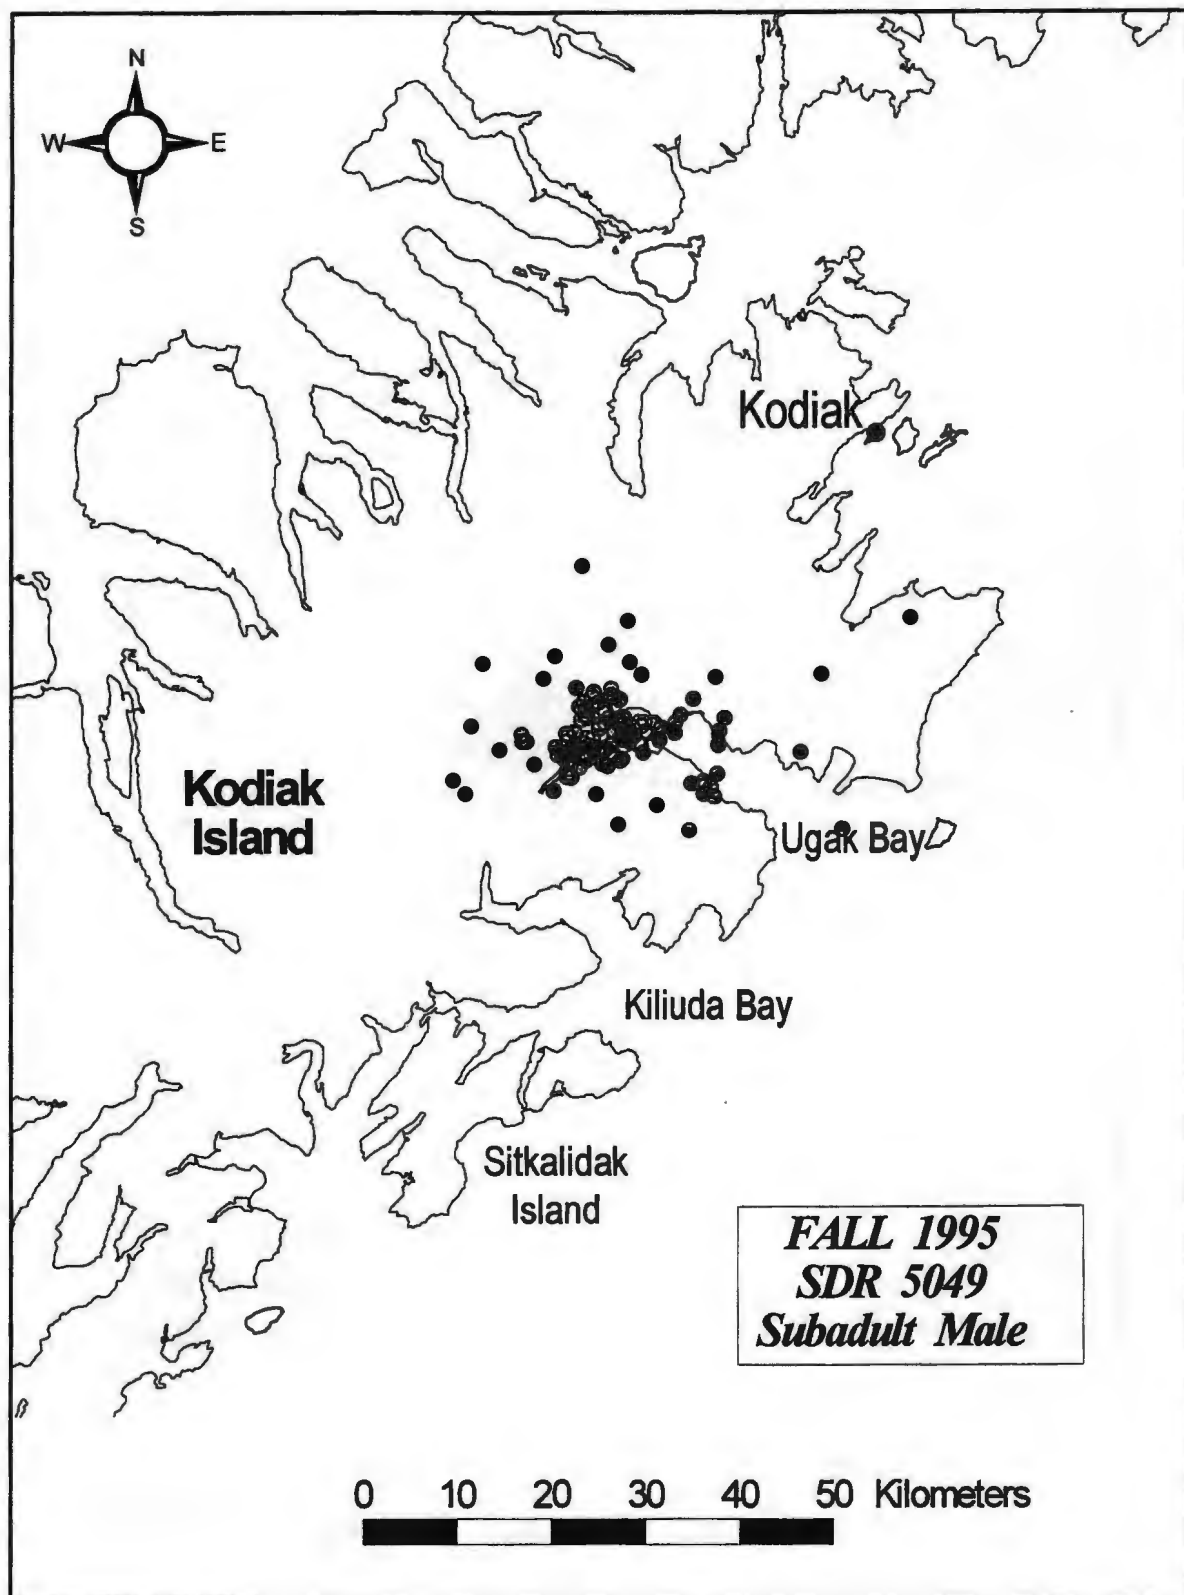 N
W E
S
Kodiak
Kodiak
Island
Ugak Bay
Kiliuda Bay
Sitkalidak
Island
FALL 1995
SDR 5049
Subadult Male
0 10 20 30 40 50 Kilometers